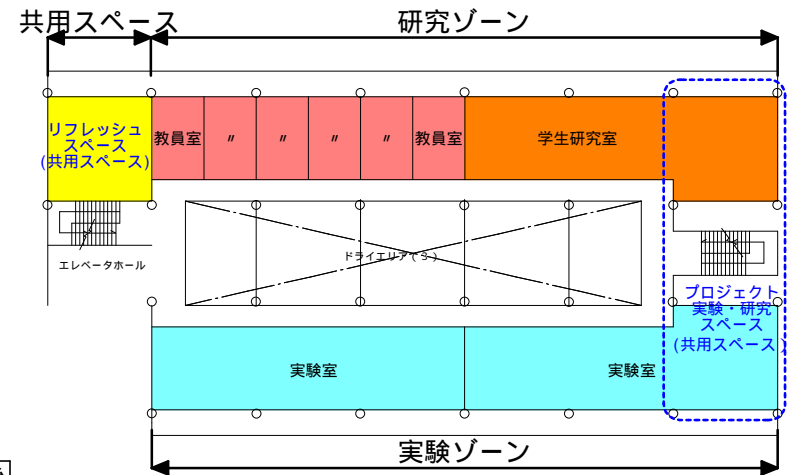 共用スペース
研究ゾーン
リフレッシュ
スペース
(共用スペース)
教員室
〃
〃
〃
〃
教員室
学生研究室
エレベータホール
ドライエリア(3)
プロジェクト
実験・研究
スペース
(共用スペース)
実験室
実験室
実験ゾーン